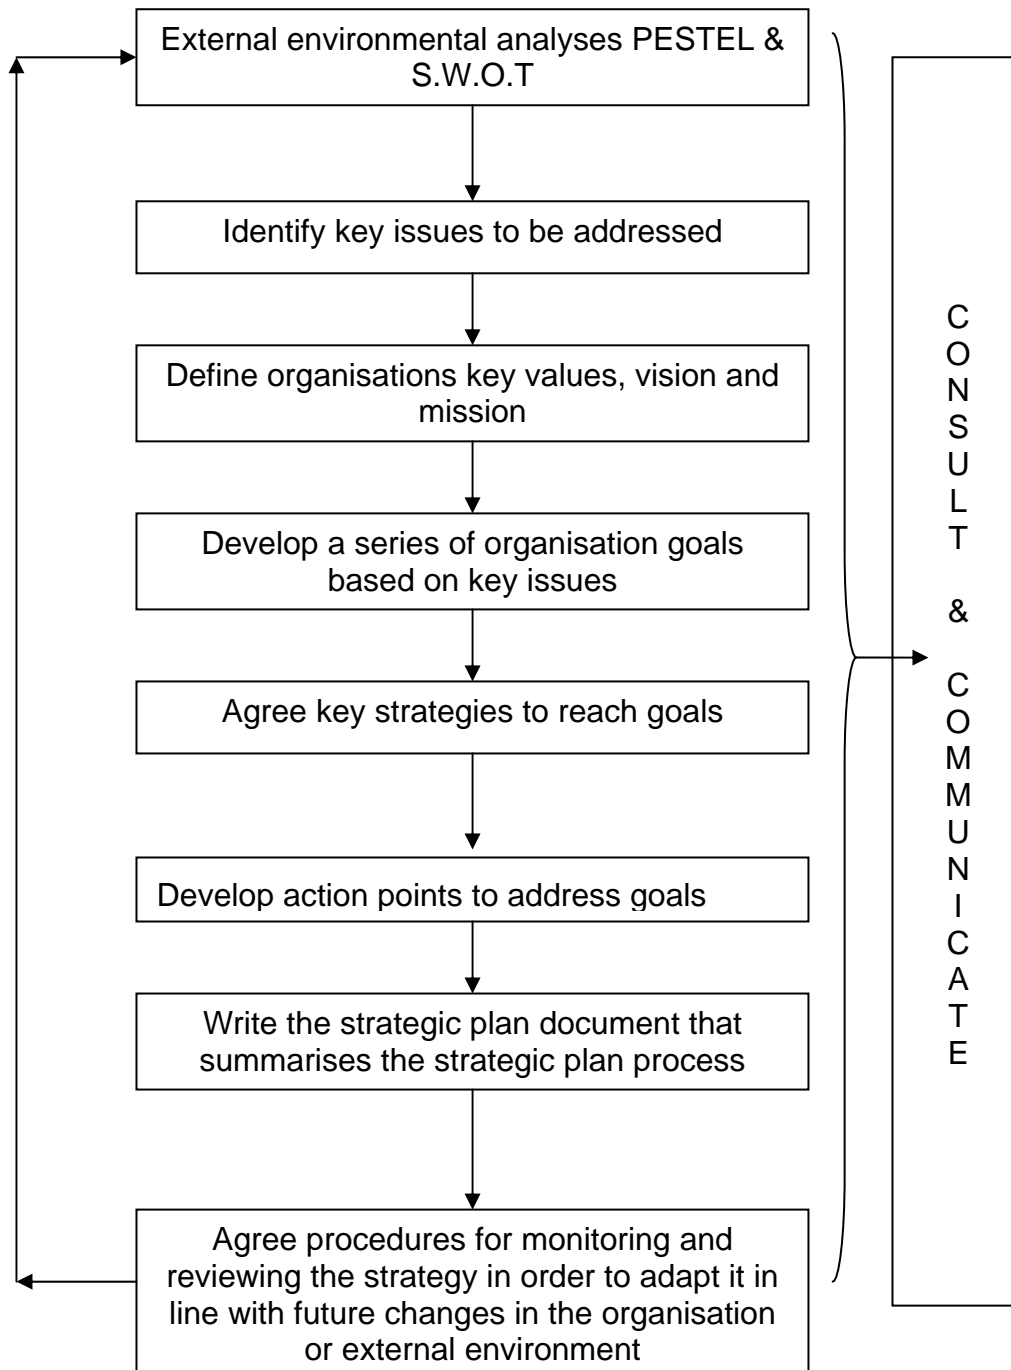 External environmental analyses PESTEL &
S.W.O.T
Identify key issues to be addressed
Define organisations key values, vision and
mission
Develop a series of organisation goals
based on key issues
Agree key strategies to reach goals
Develop action points to address goals
Write the strategic plan document that
summarises the strategic plan process
Agree procedures for monitoring and
reviewing the strategy in order to adapt it in
line with future changes in the organisation
or external environment
CONSULT & COMMUNICATE